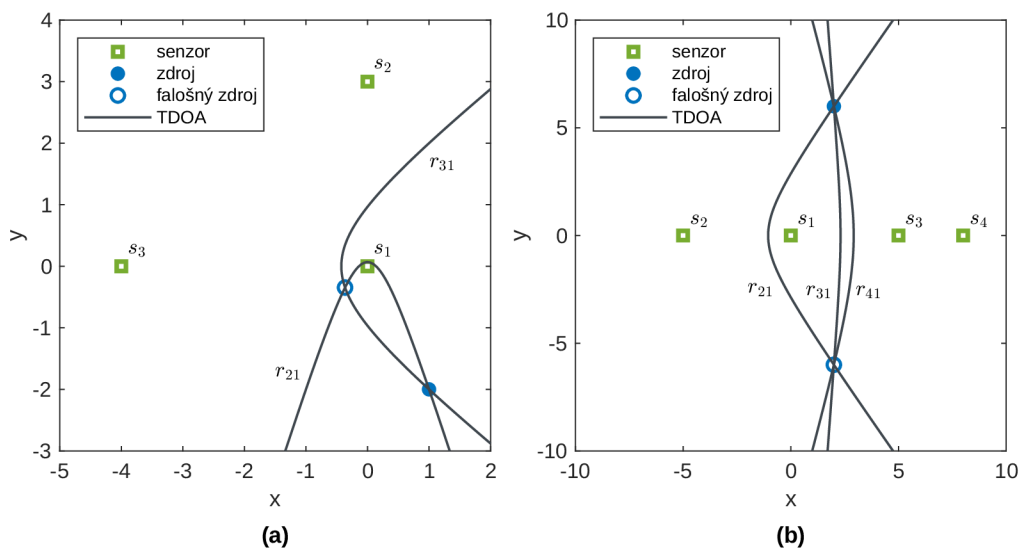 4
3
2
1
0
-1
-2
-3
y
-5
-4
-3
-2
-1
0
1
2
x
senzor
zdroj
falošný zdroj
TDOA
s2
r31
s3
s1
r21
(a)
10
5
0
-5
-10
y
-10
-5
0
5
10
x
senzor
zdroj
falošný zdroj
TDOA
s2
s1
s3
s4
r21
r31
r41
(b)